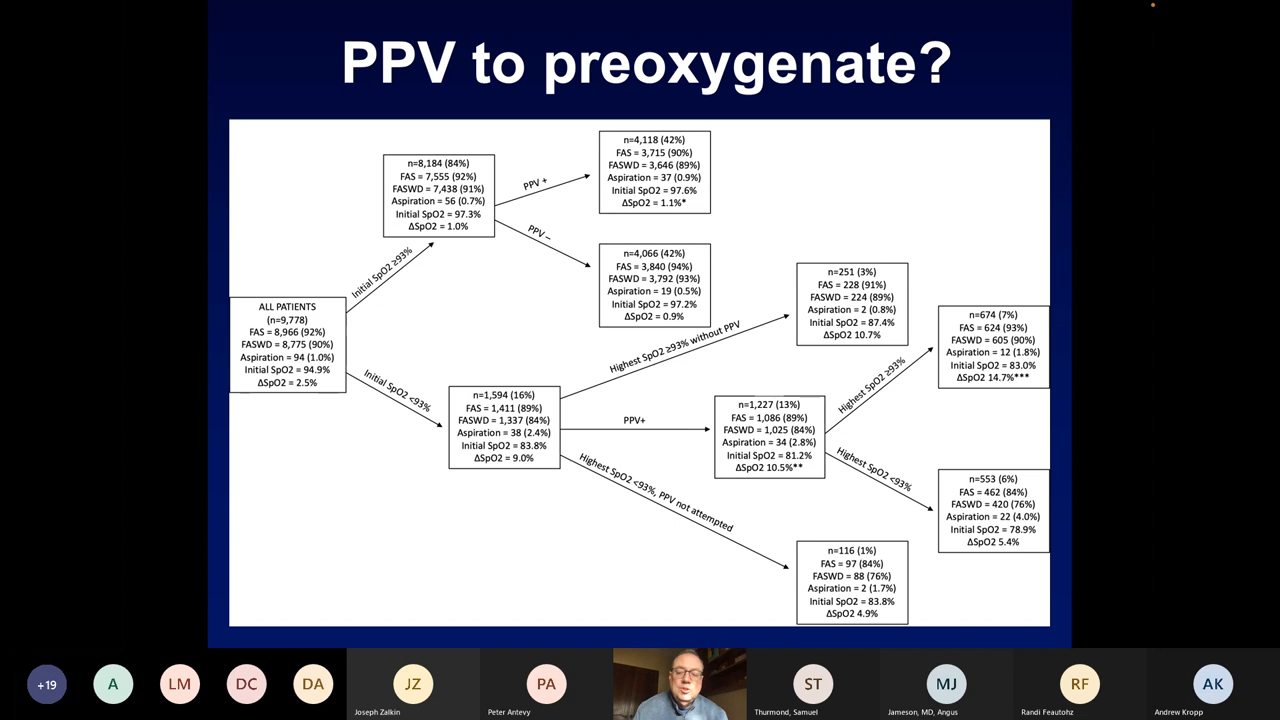 PPV to preoxygenate?
n=4,118 (42%)
FAS = 3,715 (90%)
FASWD = 3,646 (89%)
Aspiration = 37 (0.9%)
Initial SpO2 = 97.6%
ΔSpO2 = 1.1%*
n=8,184 (84%)
FAS = 7,555 (92%)
FASWD = 7,438 (91%)
Aspiration = 56 (0.7%)
Initial SpO2 = 97.3%
ΔSpO2 = 1.0%
PPV +
PPV –
n=4,066 (42%)
FAS = 3,840 (94%)
FASWD = 3,792 (93%)
Aspiration = 19 (0.5%)
Initial SpO2 = 97.2%
ΔSpO2 = 0.9%
Initial SpO2 ≥93%
ALL PATIENTS
(n=9,778)
FAS = 8,966 (92%)
FASWD = 8,775 (90%)
Aspiration = 94 (1.0%)
Initial SpO2 = 94.9%
ΔSpO2 = 2.5%
Initial SpO2 <93%
n=1,594 (16%)
FAS = 1,411 (89%)
FASWD = 1,337 (84%)
Aspiration = 38 (2.4%)
Initial SpO2 = 83.8%
ΔSpO2 = 9.0%
Highest SpO2 ≥93% without PPV
n=251 (3%)
FAS = 228 (91%)
FASWD = 224 (89%)
Aspiration = 2 (0.8%)
Initial SpO2 = 87.4%
ΔSpO2 10.7%
PPV+
n=1,227 (13%)
FAS = 1,086 (89%)
FASWD = 1,025 (84%)
Aspiration = 34 (2.8%)
Initial SpO2 = 81.2%
ΔSpO2 10.5%**
Highest SpO2 ≥93%
n=674 (7%)
FAS = 624 (93%)
FASWD = 605 (90%)
Aspiration = 12 (1.8%)
Initial SpO2 = 83.0%
ΔSpO2 14.7%***
Highest SpO2 <93%
n=553 (6%)
FAS = 462 (84%)
FASWD = 420 (76%)
Aspiration = 22 (4.0%)
Initial SpO2 = 78.9%
ΔSpO2 5.4%
Highest SpO2 <93%, PPV not attempted
n=116 (1%)
FAS = 97 (84%)
FASWD = 88 (76%)
Aspiration = 2 (1.7%)
Initial SpO2 = 83.8%
ΔSpO2 4.9%
+19
A
LM
DC
DA
JZ
PA
ST
MJ
RF
AK
Joseph Zalkin
Peter Antevy
Thurmond, Samuel
Jameson, MD, Angus
Randi Feautohz
Andrew Kropp